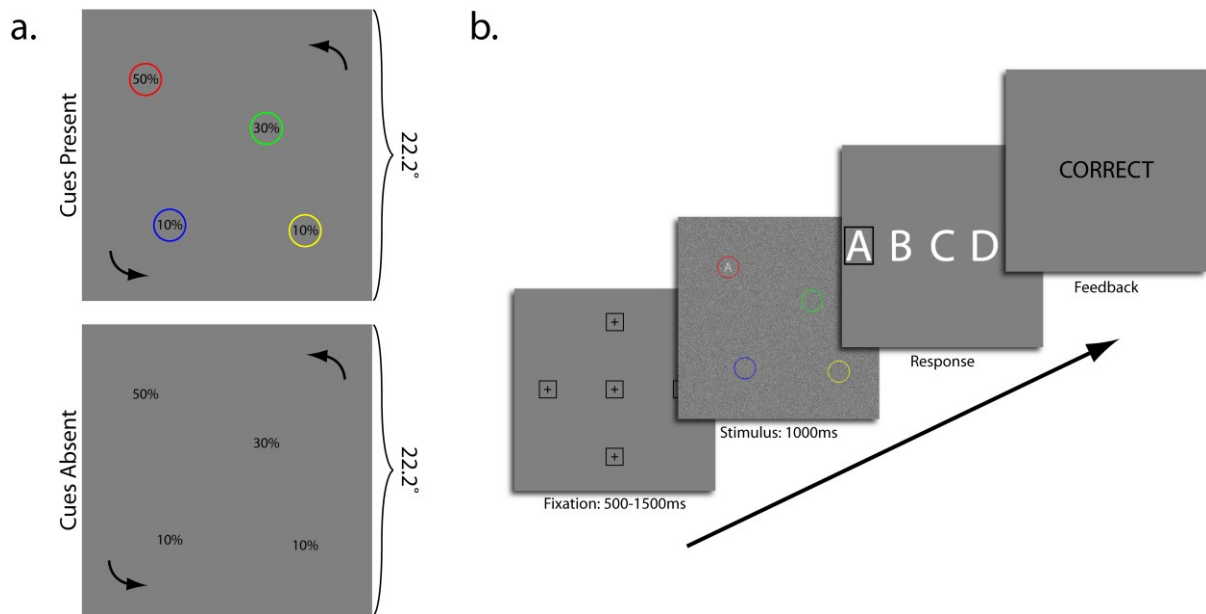 a.
Cues Present
50%
30%
10%
10%
22.2°
Cues Absent
50%
30%
10%
10%
22.2°
b.
+
+ + +
+
Fixation: 500-1500ms
A
Stimulus: 1000ms
A B C D
Response
CORRECT
Feedback